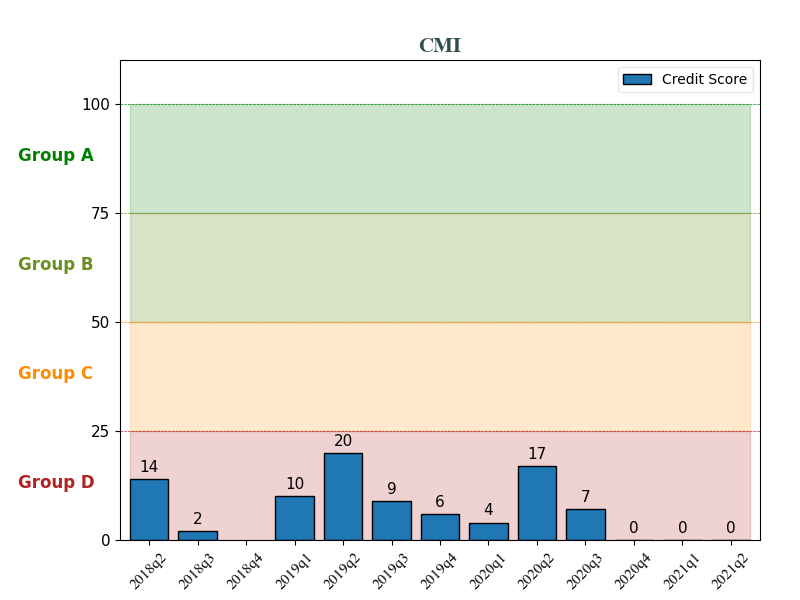 CMI
Credit Score
100
Group A
75
Group B
50
Group C
25
Group D
0
14
2
10
20
9
6
4
17
7
0
0
0
2018q2
2018q3
2018q4
2019q1
2019q2
2019q3
2019q4
2020q1
2020q2
2020q3
2020q4
2021q1
2021q2